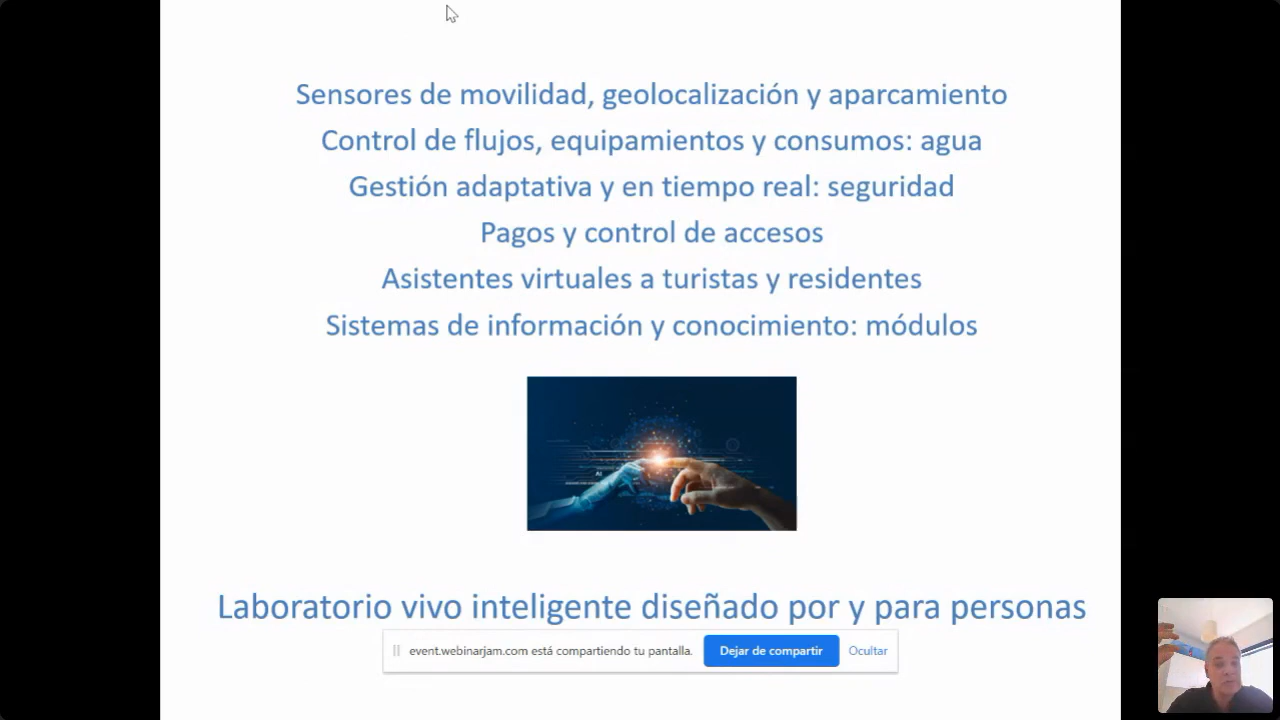 Sensores de movilidad, geolocalización y aparcamiento
Control de flujos, equipamientos y consumos: agua
Gestión adaptativa y en tiempo real: seguridad
Pagos y control de accesos
Asistentes virtuales a turistas y residentes
Sistemas de información y conocimiento: módulos
AI
Laboratorio vivo inteligente diseñado por y para personas
event.webinarjam.com está compartiendo tu pantalla.
Dejar de compartir
Ocultar